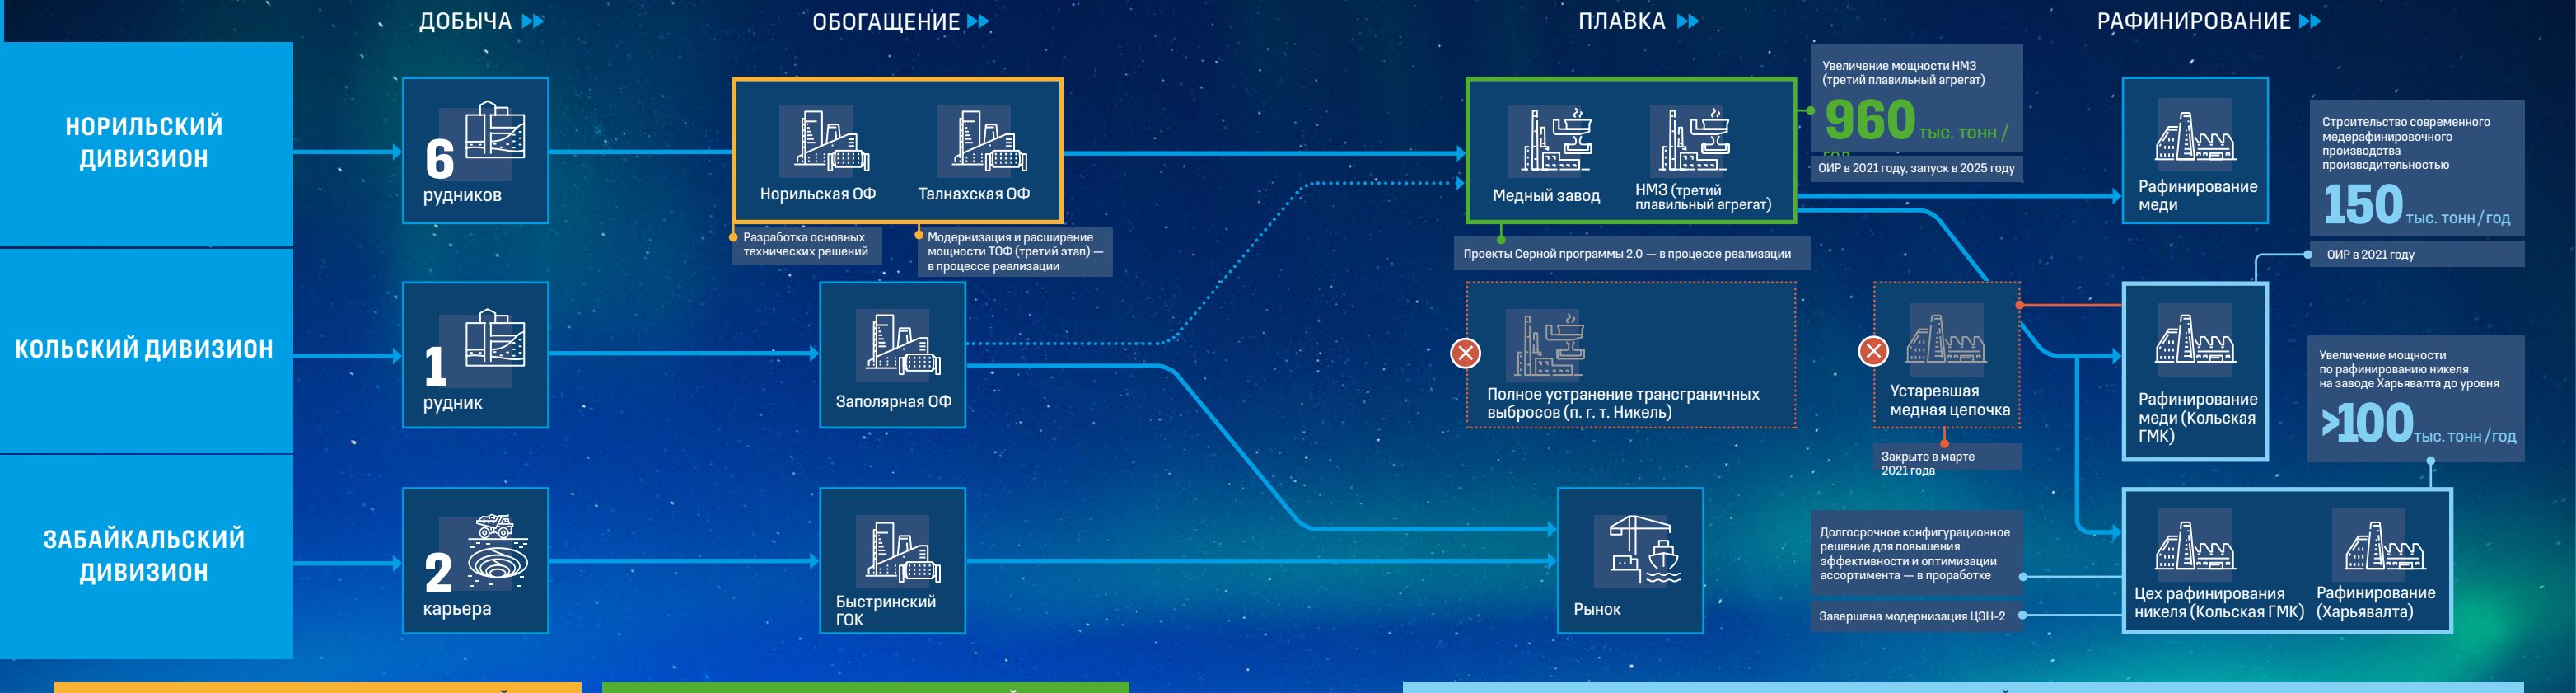 ДОБЫЧА
ОБОГАЩЕНИЕ
ПЛАВКА
РАФИНИРОВАНИЕ
НОРИЛЬСКИЙ
ДИВИЗИОН
6
рудников
Норильская ОФ
Талнахская ОФ
Разработка основных
технических решений
Модернизация и расширение
мощности ТОФ (третий этап) —
в процессе реализации
Медный завод
НМЗ (третий
плавильный агрегат)
Увеличение мощности НМЗ
(третий плавильный агрегат)
960 тыс. тонн /
год
ОИР в 2021 году, запуск в 2025 году
Проекты Серной программы 2.0 — в процессе реализации
Рафинирование
меди
Строительство современного
медерафинировочного
производства
производительностью
150 тыс. тонн/год
ОИР в 2021 году
КОЛЬСКИЙ ДИВИЗИОН
1
рудник
Заполярная ОФ
Полное устранение трансграничных
выбросов (п. г. т. Никель)
Устаревшая
медная цепочка
Закрыто в марте
2021 года
Рафинирование
меди (Кольская
ГМК)
Увеличение мощности
по рафинированию никеля
на заводе Харьявалта до уровня
>100 тыс. тонн/год
ЗАБАЙКАЛЬСКИЙ
ДИВИЗИОН
2
карьера
Быстринский
ГОК
Рынок
Долгосрочное конфигурационное
решение для повышения
эффективности и оптимизации
ассортимента — в проработке
Завершена модернизация ЦЭН-2
Цех рафинирования
никеля (Кольская ГМК)
Рафинирование
(Харьявалта)